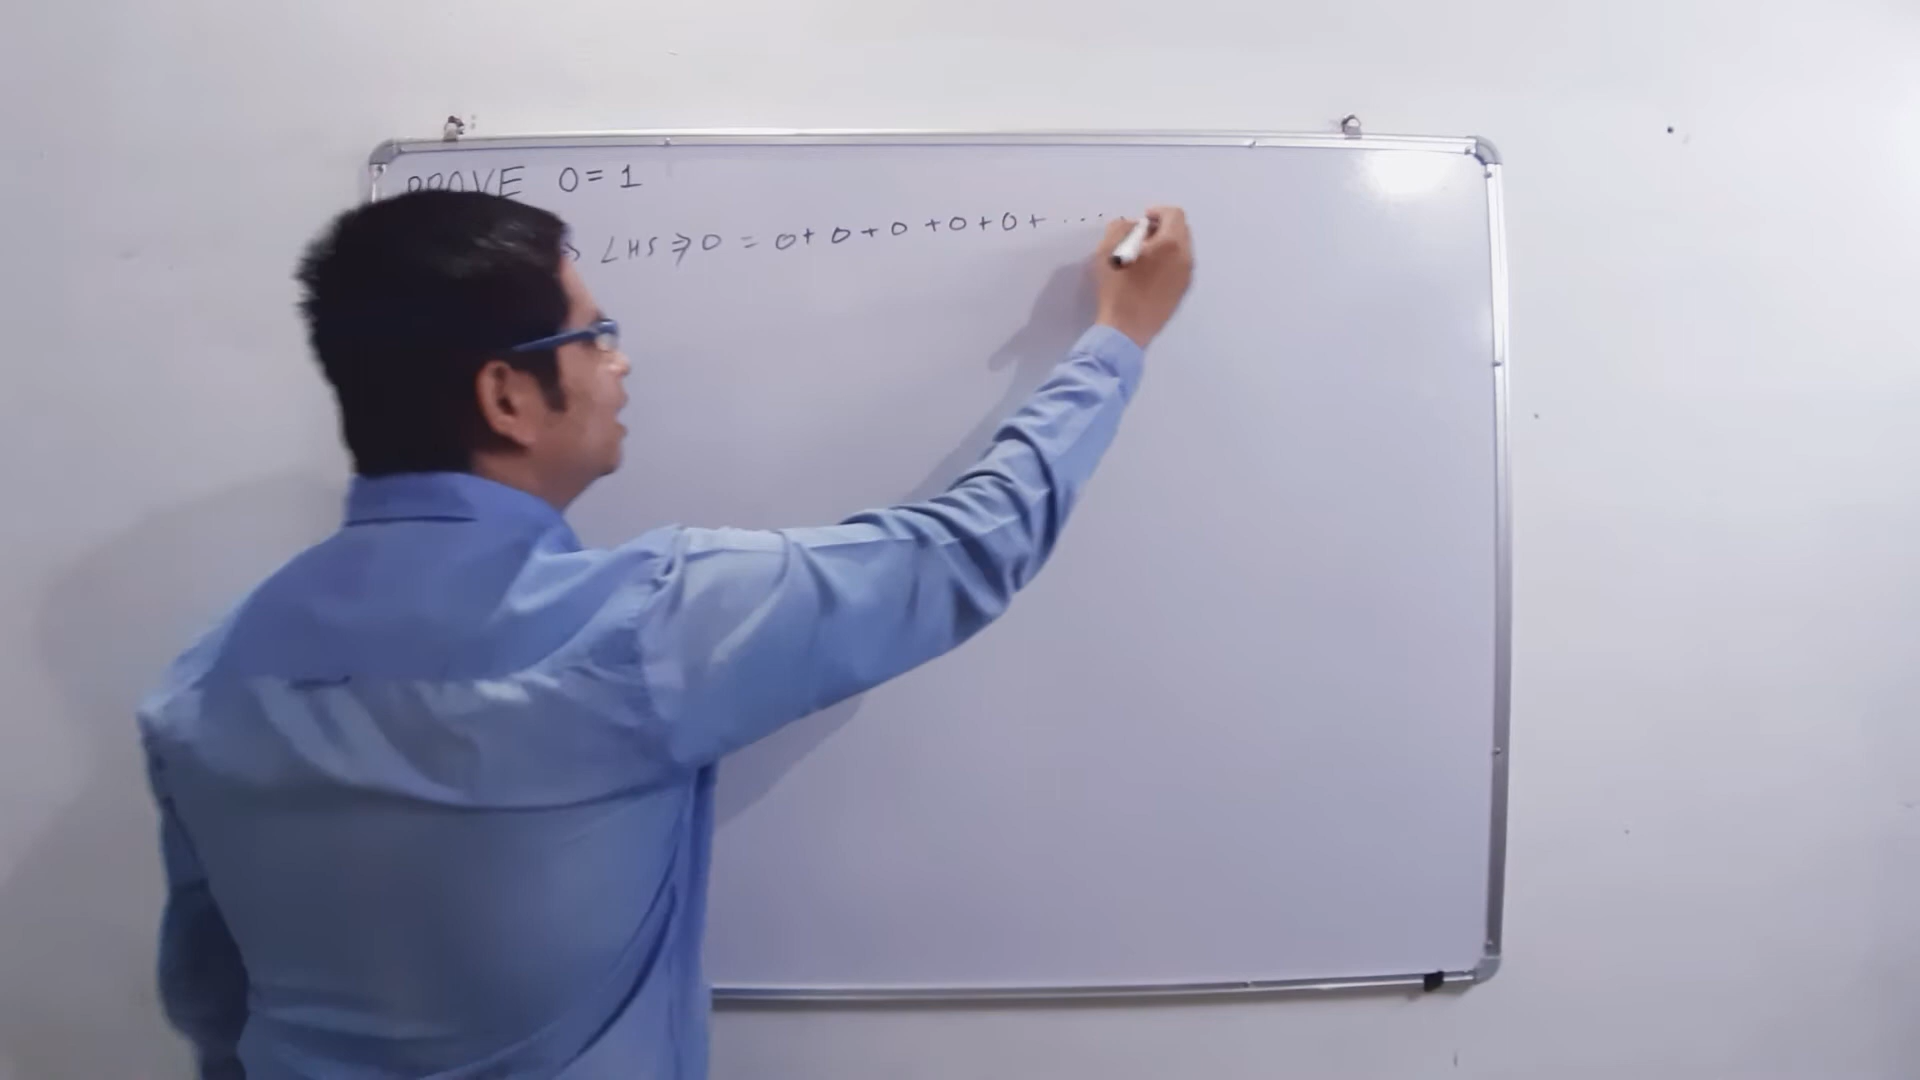 PROVE 0 = 1
LHS ⇒ 0 = 0 + 0 + 0 + 0 + 0 + .....